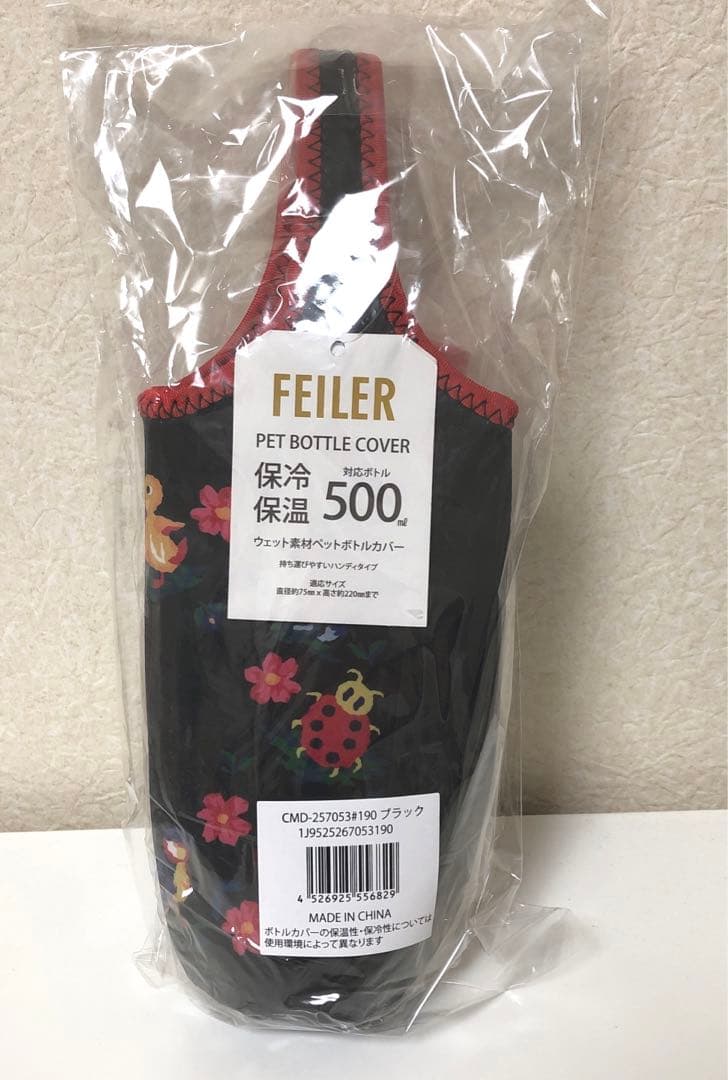 FEILER
PET BOTTLE COVER
保冷
保温
対応ボトル
500㎖
ウェット素材ペットボトルカバー
持ち運びやすいハンディタイプ
適応サイズ
直径約75㎜x高さ約220㎜まで
CMD-257053#190 ブラック
1J9525267053190
4 526925 556829
MADE IN CHINA
ボトルカバーの保温性・保冷性については
使用環境によって異なります